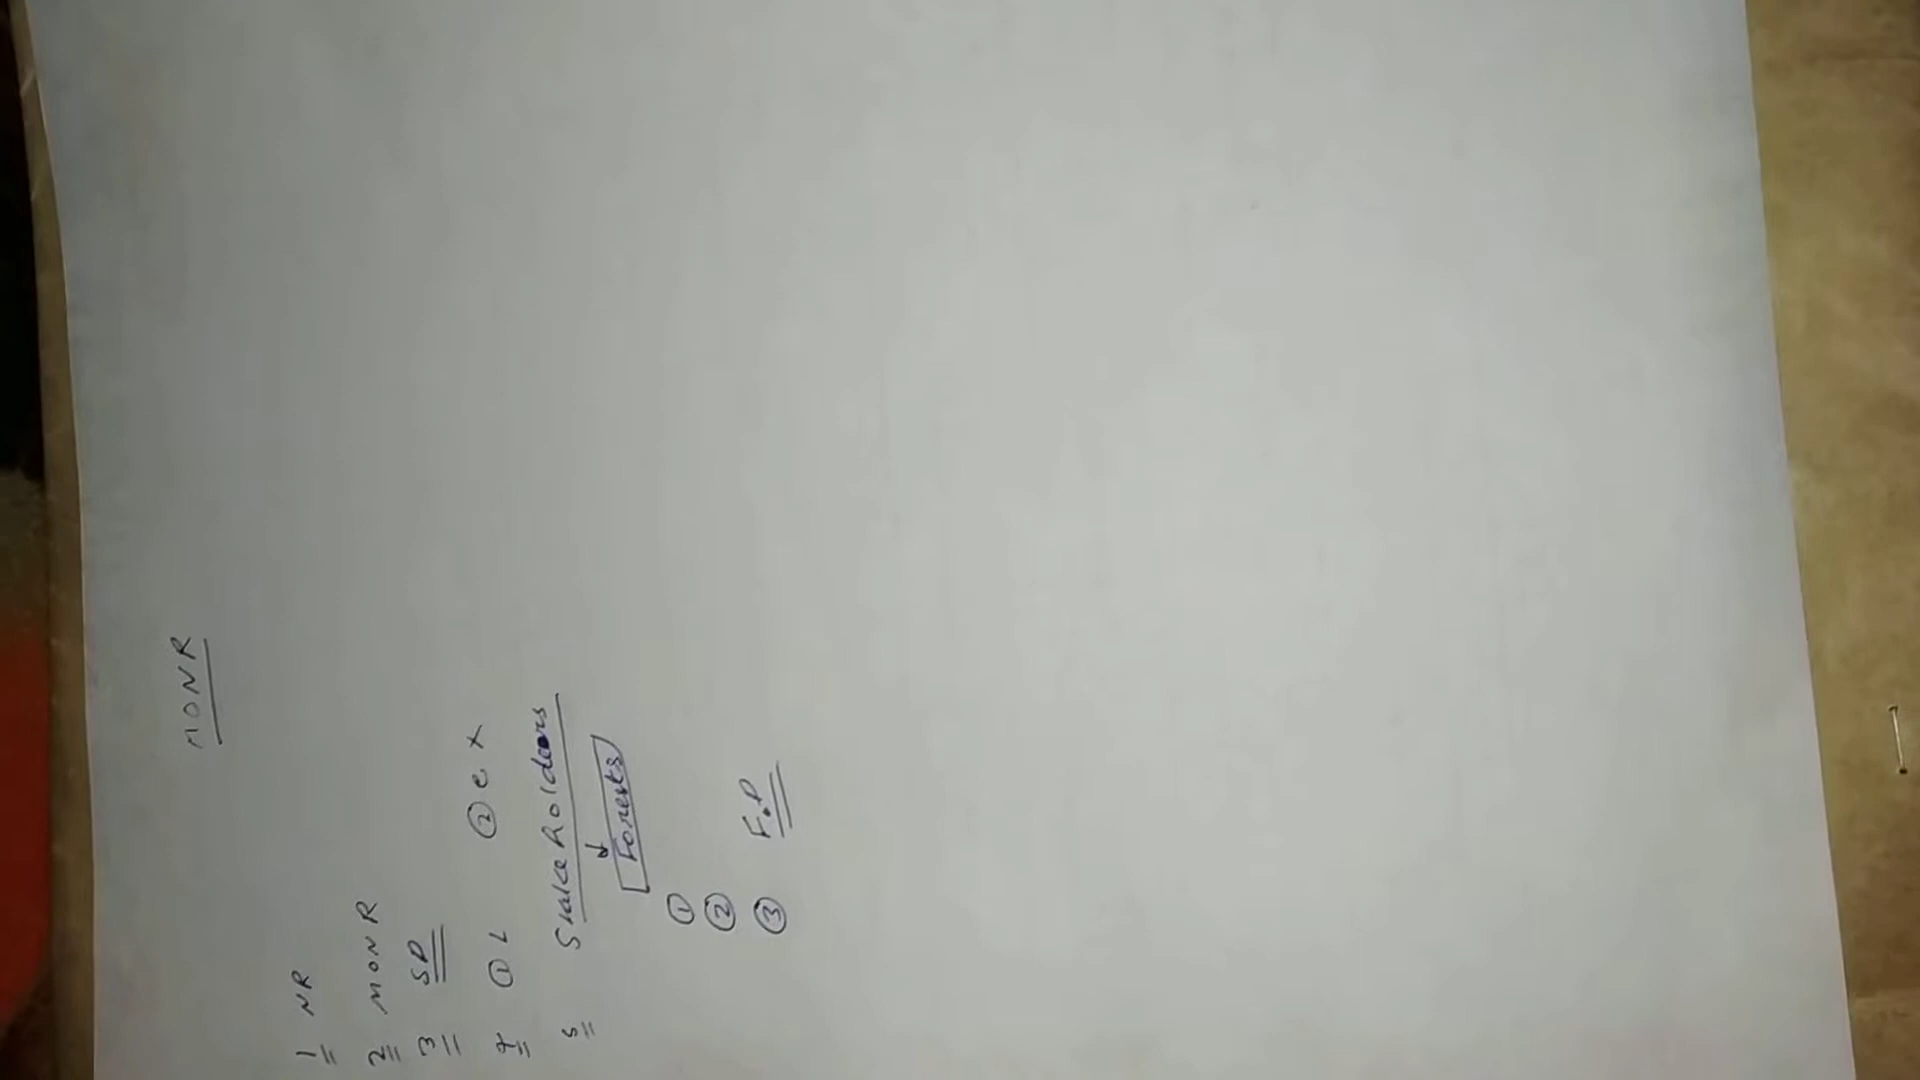 MONR
1 NR
2 MONR
3 SD
4 ① L ② ex
5 Stakeholders
↓
Forests
①
②
③ F.D